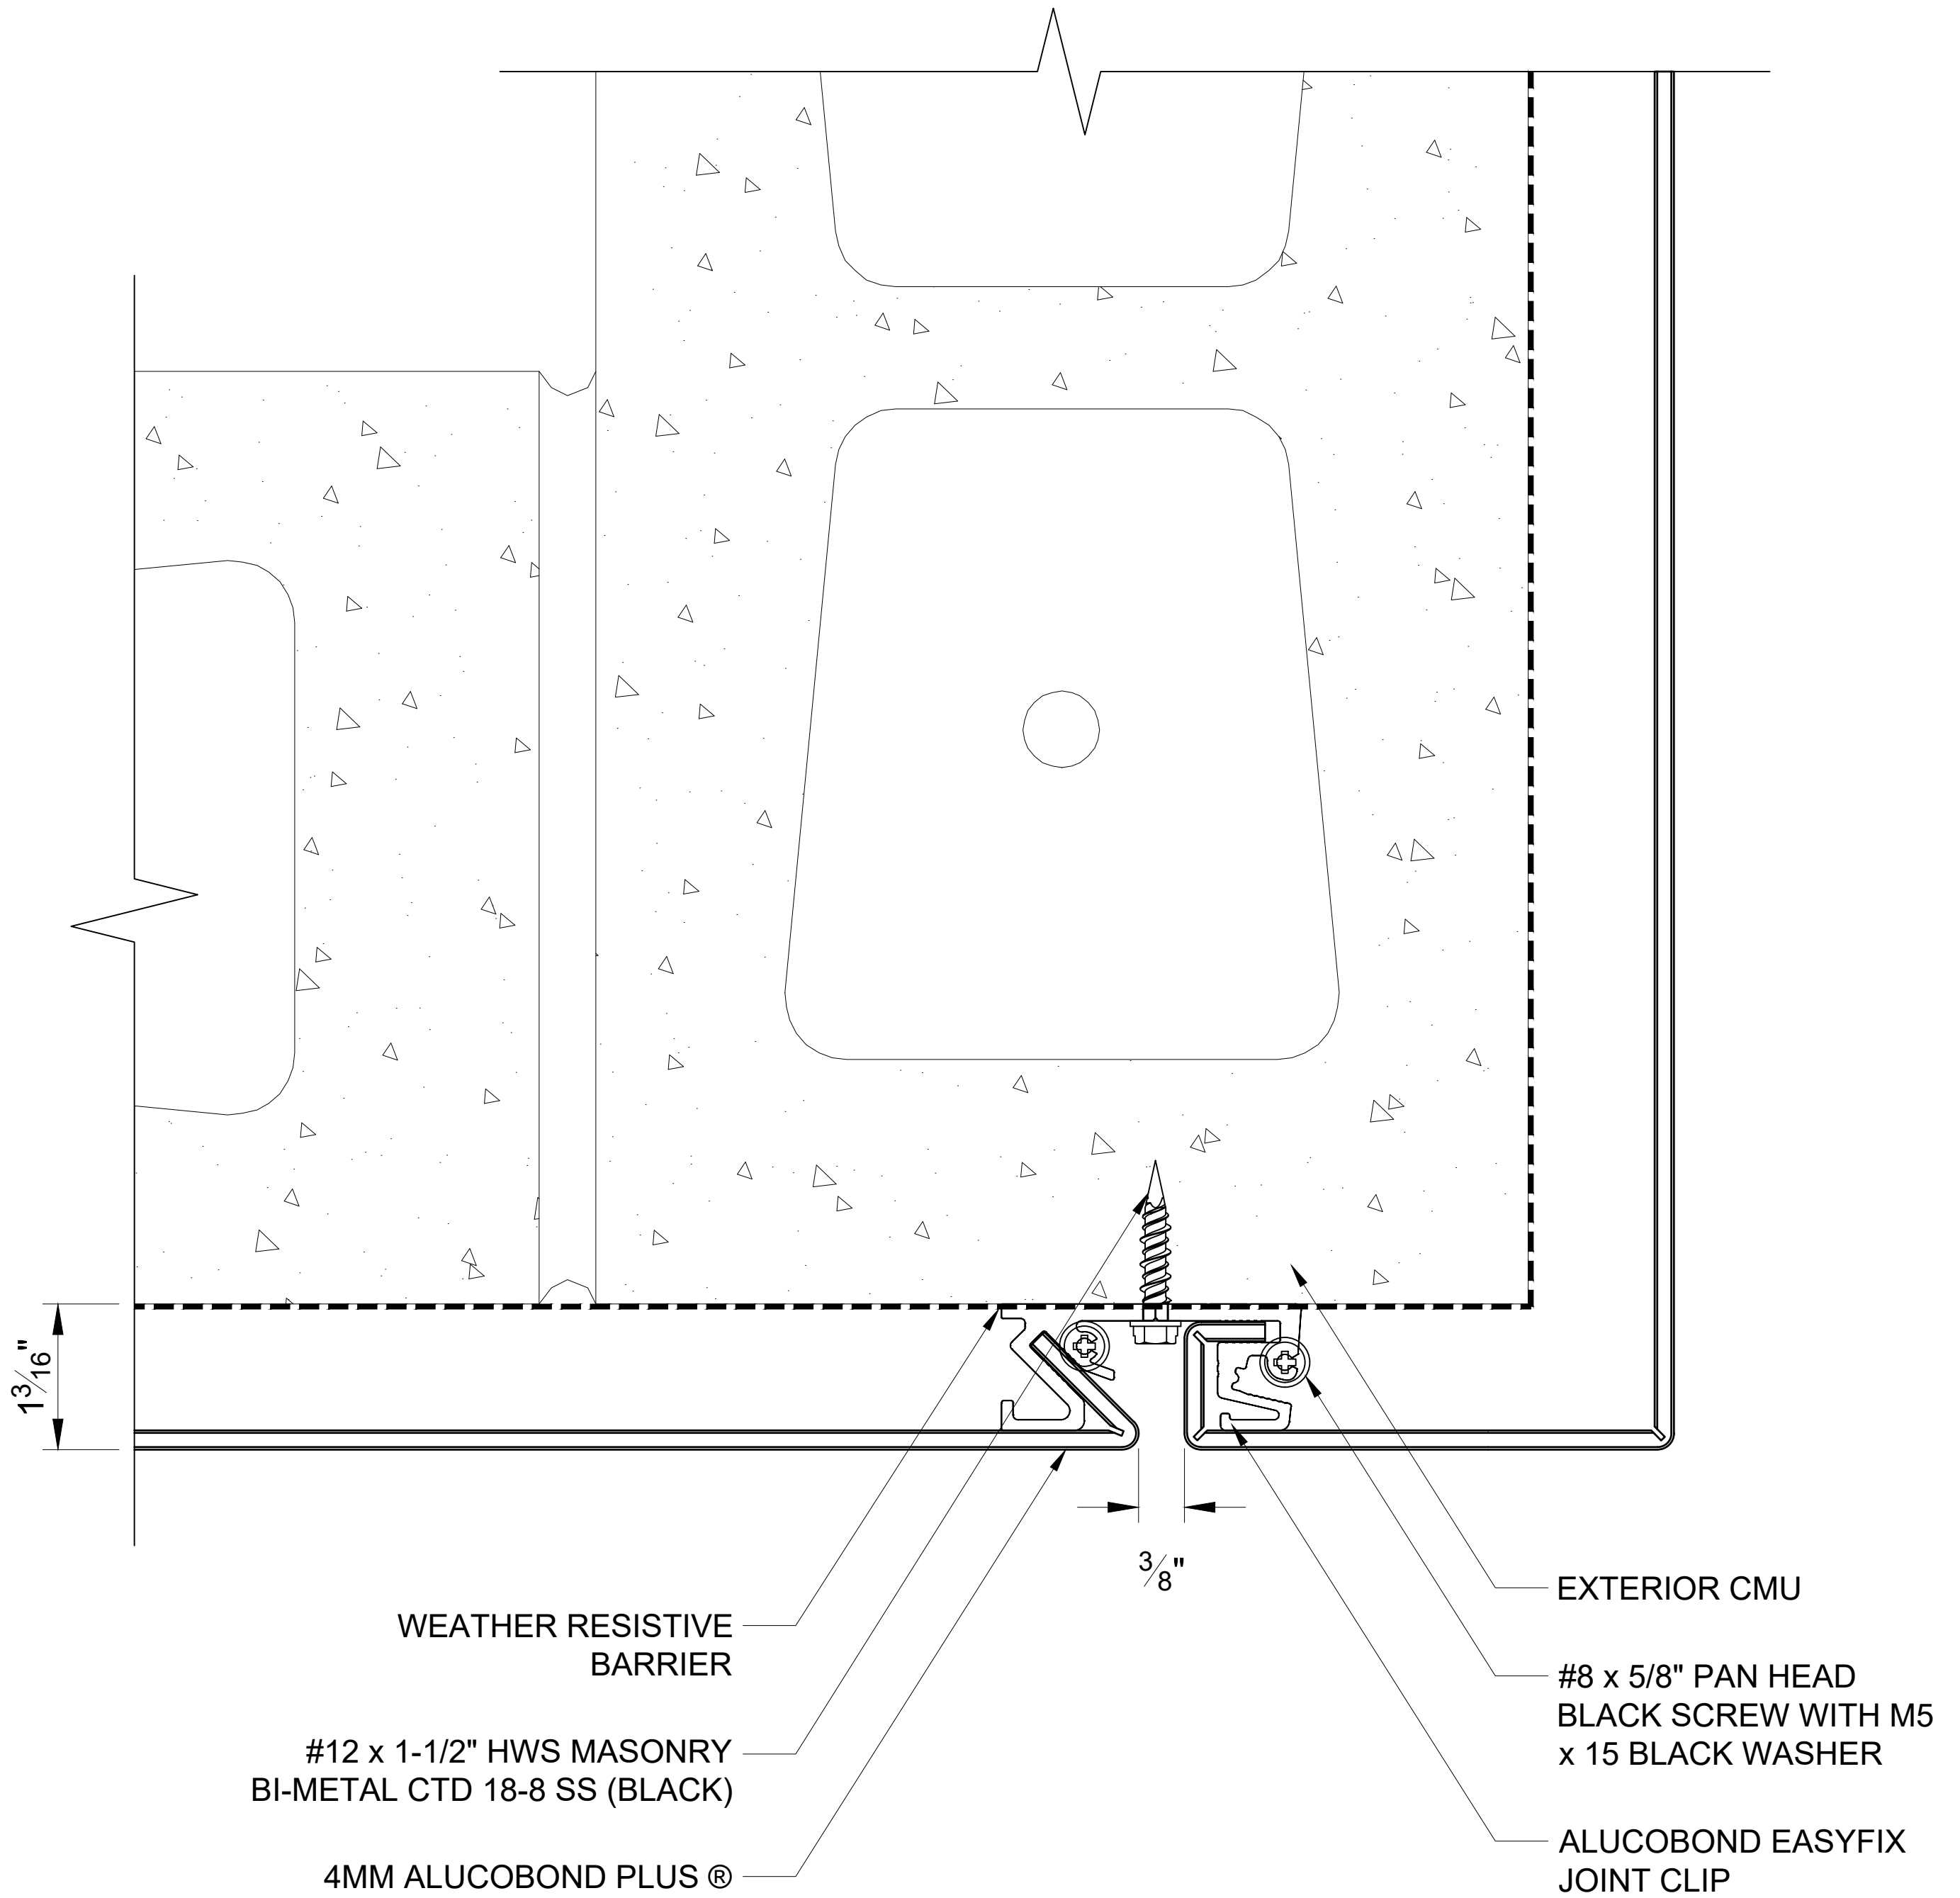 1 3/16"
3/8"
WEATHER RESISTIVE
BARRIER
#12 x 1-1/2" HWS MASONRY
BI-METAL CTD 18-8 SS (BLACK)
4MM ALUCOBOND PLUS ®
EXTERIOR CMU
#8 x 5/8" PAN HEAD
BLACK SCREW WITH M5
x 15 BLACK WASHER
ALUCOBOND EASYFIX
JOINT CLIP